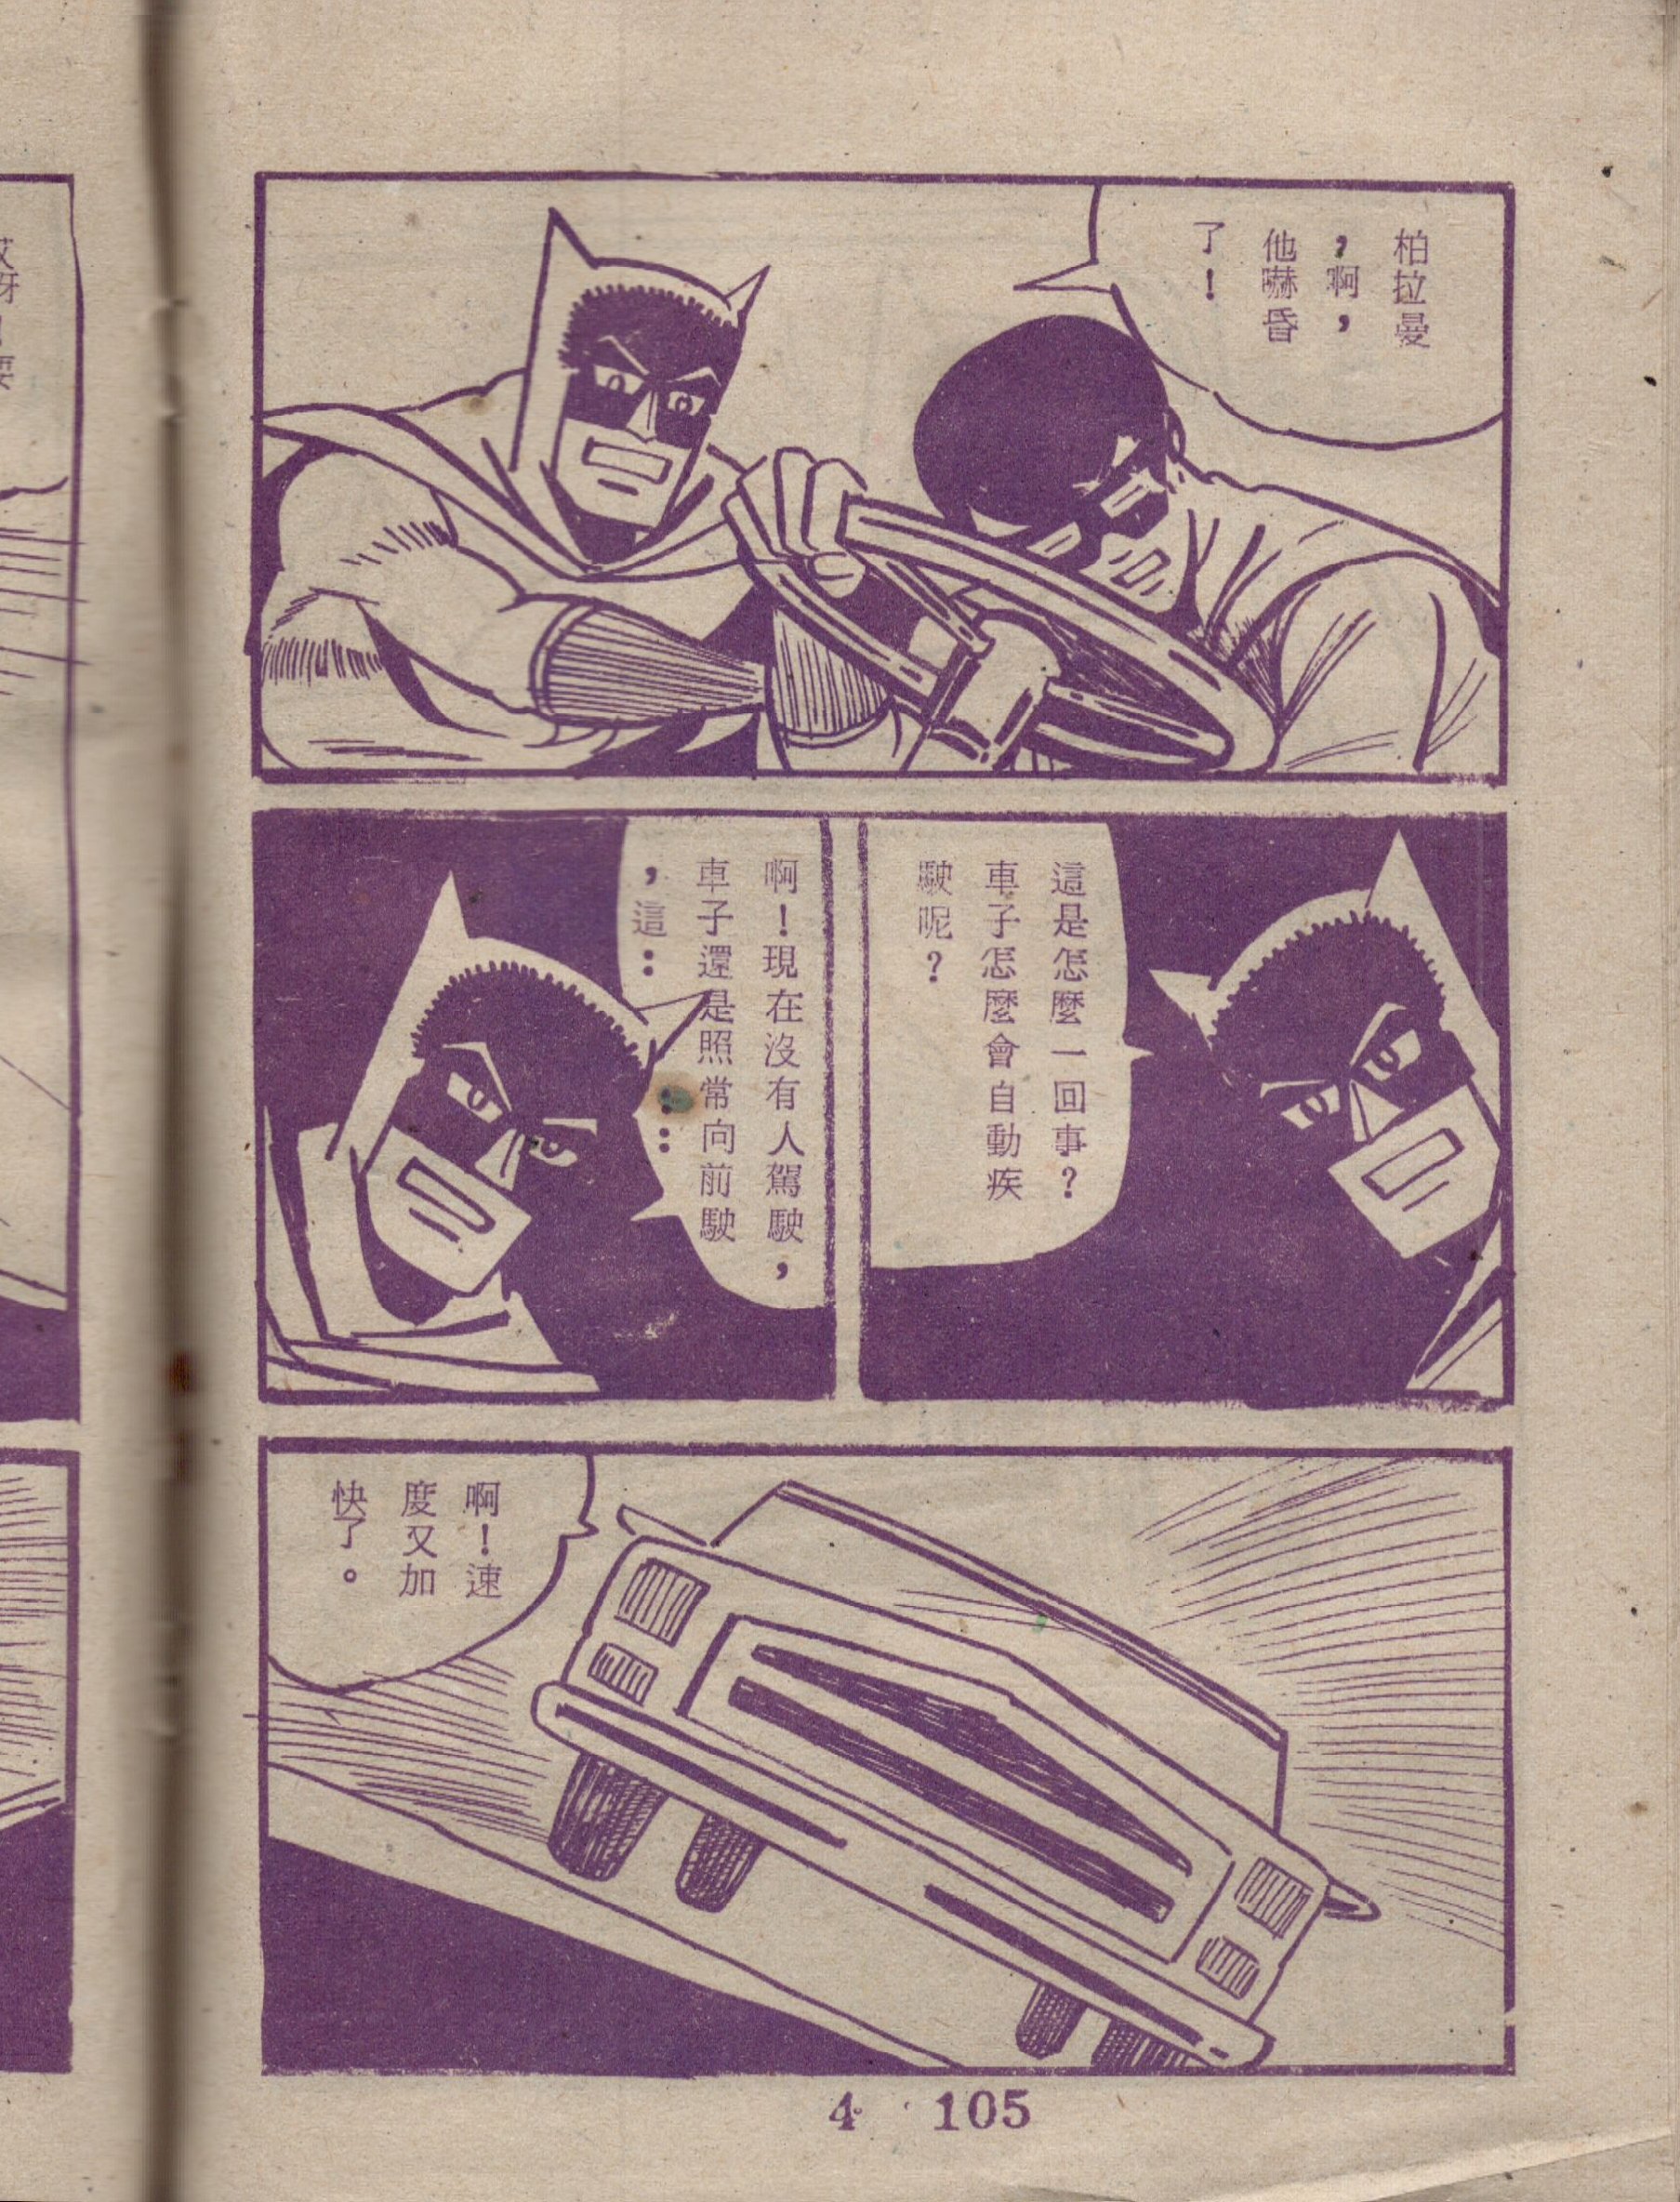 柏拉曼
，啊，
他嚇昏
了！
這是怎麼一回事？
車子怎麼會自動疾
駛呢？
啊！現在沒有人駕駛，
車子還是照常向前駛
，這：：：：
啊！速
度又加
快了。
4 105